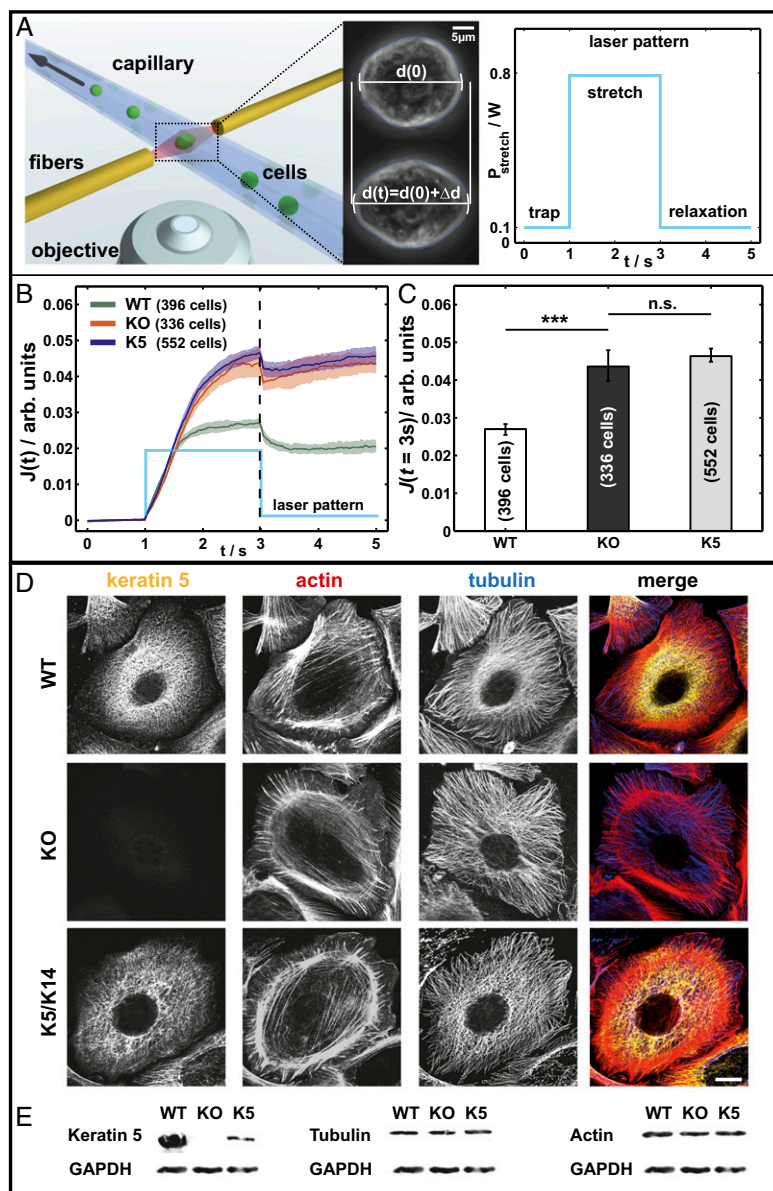 A
capillary
fibers
cells
objective
5µm
d(0)
d(t)=d(0)+Δd
laser pattern
P_stretch / W
0.8
0.1
0
stretch
trap
relaxation
0 1 2 3 4 5
t / s
B
WT (396 cells)
KO (336 cells)
K5 (552 cells)
J(t) / arb. units
0.06
0.05
0.04
0.03
0.02
0.01
0
laser pattern
0 1 2 3 4 5
t / s
C
n.s.
***
J(t = 3s)/ arb. units
0.06
0.05
0.04
0.03
0.02
0.01
0.00
(396 cells)
(336 cells)
(552 cells)
WT KO K5
D
keratin 5 actin tubulin merge
WT
KO
K5/K14
E
WT KO K5
Keratin 5
GAPDH
WT KO K5
Tubulin
GAPDH
WT KO K5
Actin
GAPDH